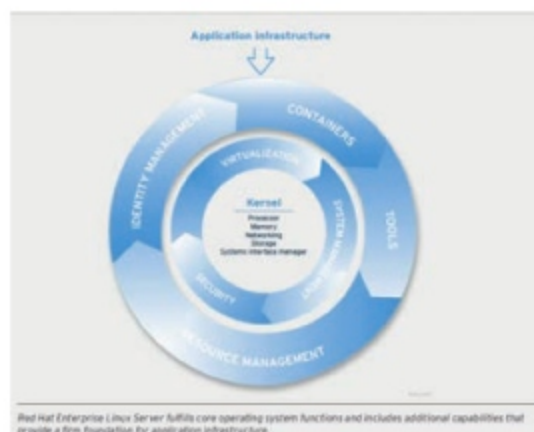 Application infrastructure
IDENTITY MANAGEMENT
CONTAINERS
TOOLS
RESOURCE MANAGEMENT
VIRTUALIZATION
SYSTEM MANAGEMENT
SECURITY
Kernel
Processor
Memory
Networking
Storage
Systems interface manager
Red Hat Enterprise Linux Server fulfills core operating system functions and includes additional capabilities that
provide a firm foundation for application infrastructure.